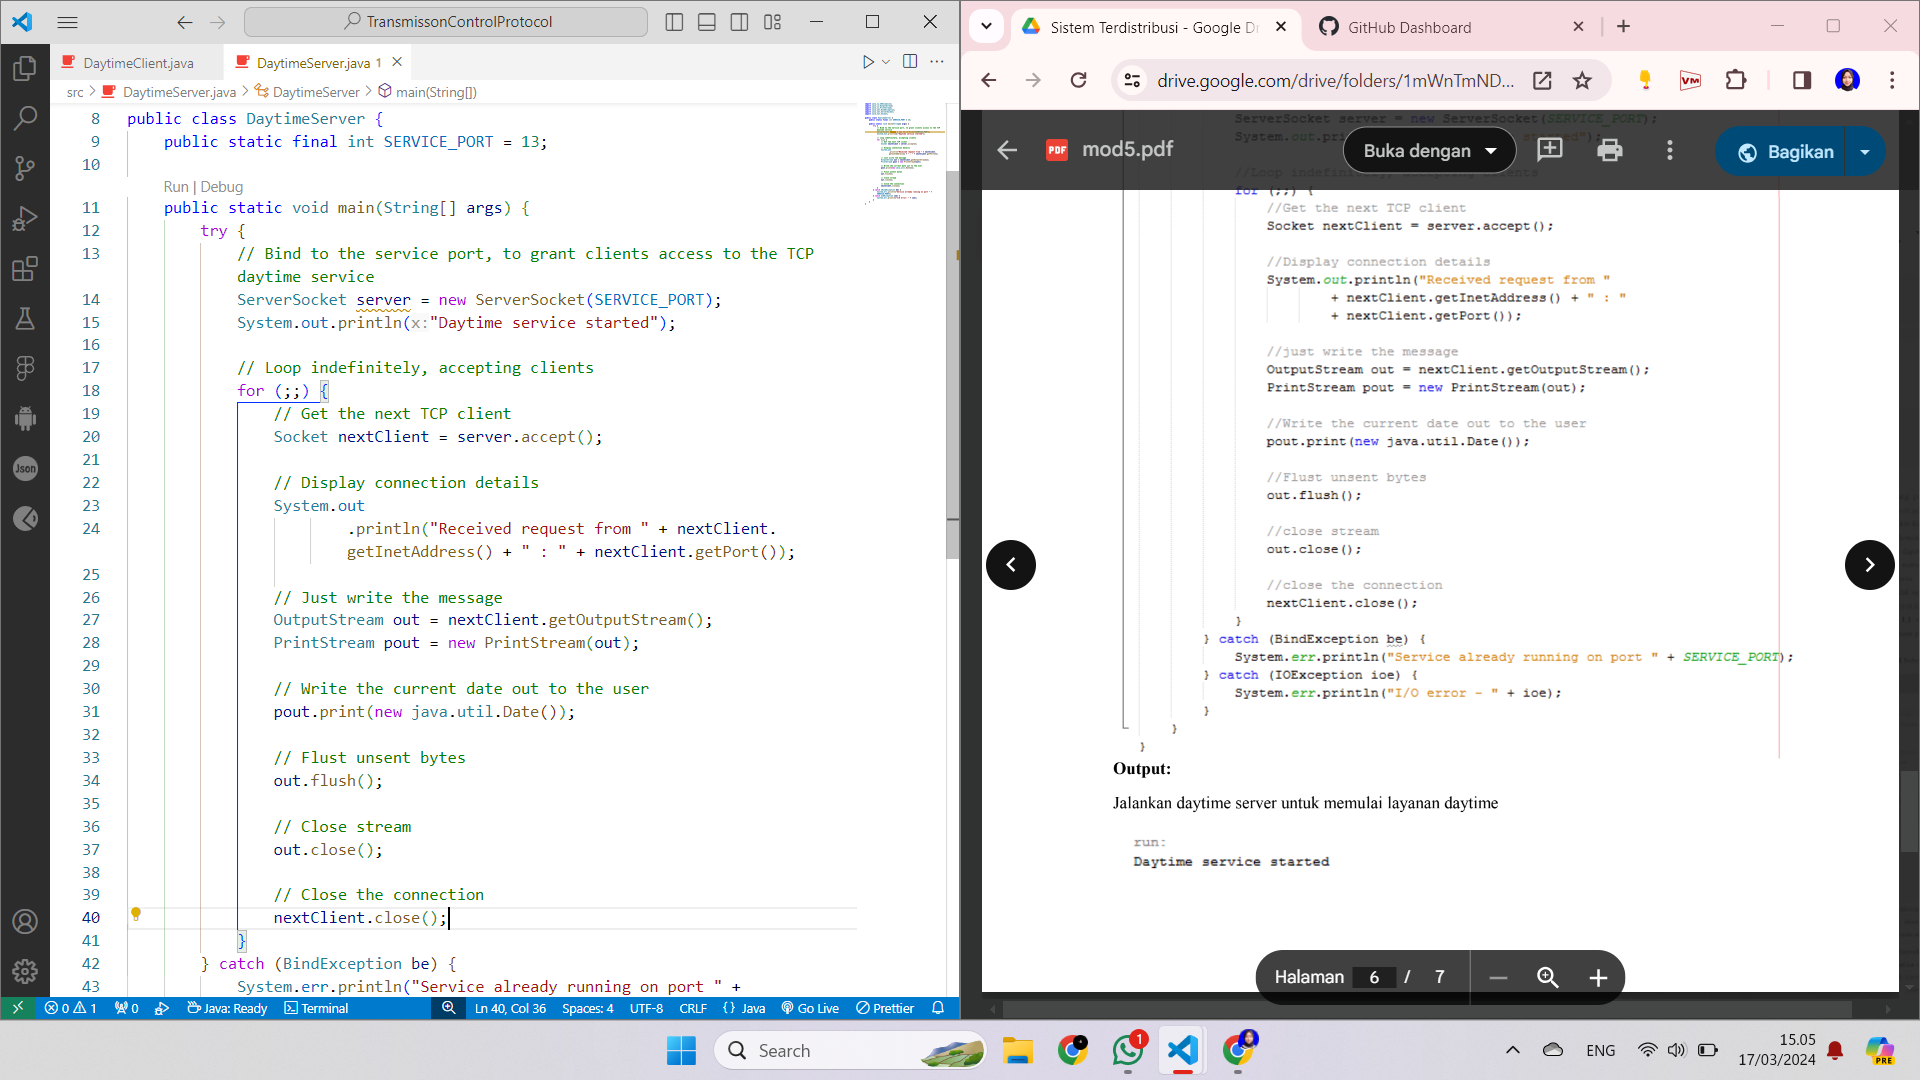 TransmissonControlProtocol
DaytimeClient.java
DaytimeServer.java 1
src > DaytimeServer.java > DaytimeServer > main(String[])
8 public class DaytimeServer {
9 public static final int SERVICE_PORT = 13;
10
Run | Debug
11 public static void main(String[] args) {
12 try {
13 // Bind to the service port, to grant clients access to the TCP
daytime service
14 ServerSocket server = new ServerSocket(SERVICE_PORT);
15 System.out.println(x:"Daytime service started");
16
17 // Loop indefinitely, accepting clients
18 for (;;) {
19 // Get the next TCP client
20 Socket nextClient = server.accept();
21
22 // Display connection details
23 System.out
24 .println("Received request from " + nextClient.
getInetAddress() + " : " + nextClient.getPort());
25
26 // Just write the message
27 OutputStream out = nextClient.getOutputStream();
28 PrintStream pout = new PrintStream(out);
29
30 // Write the current date out to the user
31 pout.print(new java.util.Date());
32
33 // Flust unsent bytes
34 out.flush();
35
36 // Close stream
37 out.close();
38
39 // Close the connection
40 nextClient.close();
41 }
42 } catch (BindException be) {
43 System.err.println("Service already running on port " +
0 1 0 Java: Ready Terminal Ln 40, Col 36 Spaces: 4 UTF-8 CRLF {} Java Go Live Prettier
Json
Sistem Terdistribusi - Google Dr
GitHub Dashboard
drive.google.com/drive/folders/1mWnTmND...
VM
PDF mod5.pdf
Buka dengan
Bagikan
ServerSocket server = new ServerSocket(SERVICE_PORT);
for (;;) {
//Get the next TCP client
Socket nextClient = server.accept();
//Display connection details
System.out.println("Received request from "
+ nextClient.getInetAddress() + " : "
+ nextClient.getPort());
//just write the message
OutputStream out = nextClient.getOutputStream();
PrintStream pout = new PrintStream(out);
//Write the current date out to the user
pout.print(new java.util.Date());
//Flust unsent bytes
out.flush();
//close stream
out.close();
//close the connection
nextClient.close();
}
} catch (BindException be) {
System.err.println("Service already running on port " + SERVICE_PORT);
} catch (IOException ioe) {
System.err.println("I/O error - " + ioe);
}
}
}
Output:
Jalankan daytime server untuk memulai layanan daytime
run:
Daytime service started
Halaman 6 / 7
Search
1
ENG
15.05
17/03/2024
PRE